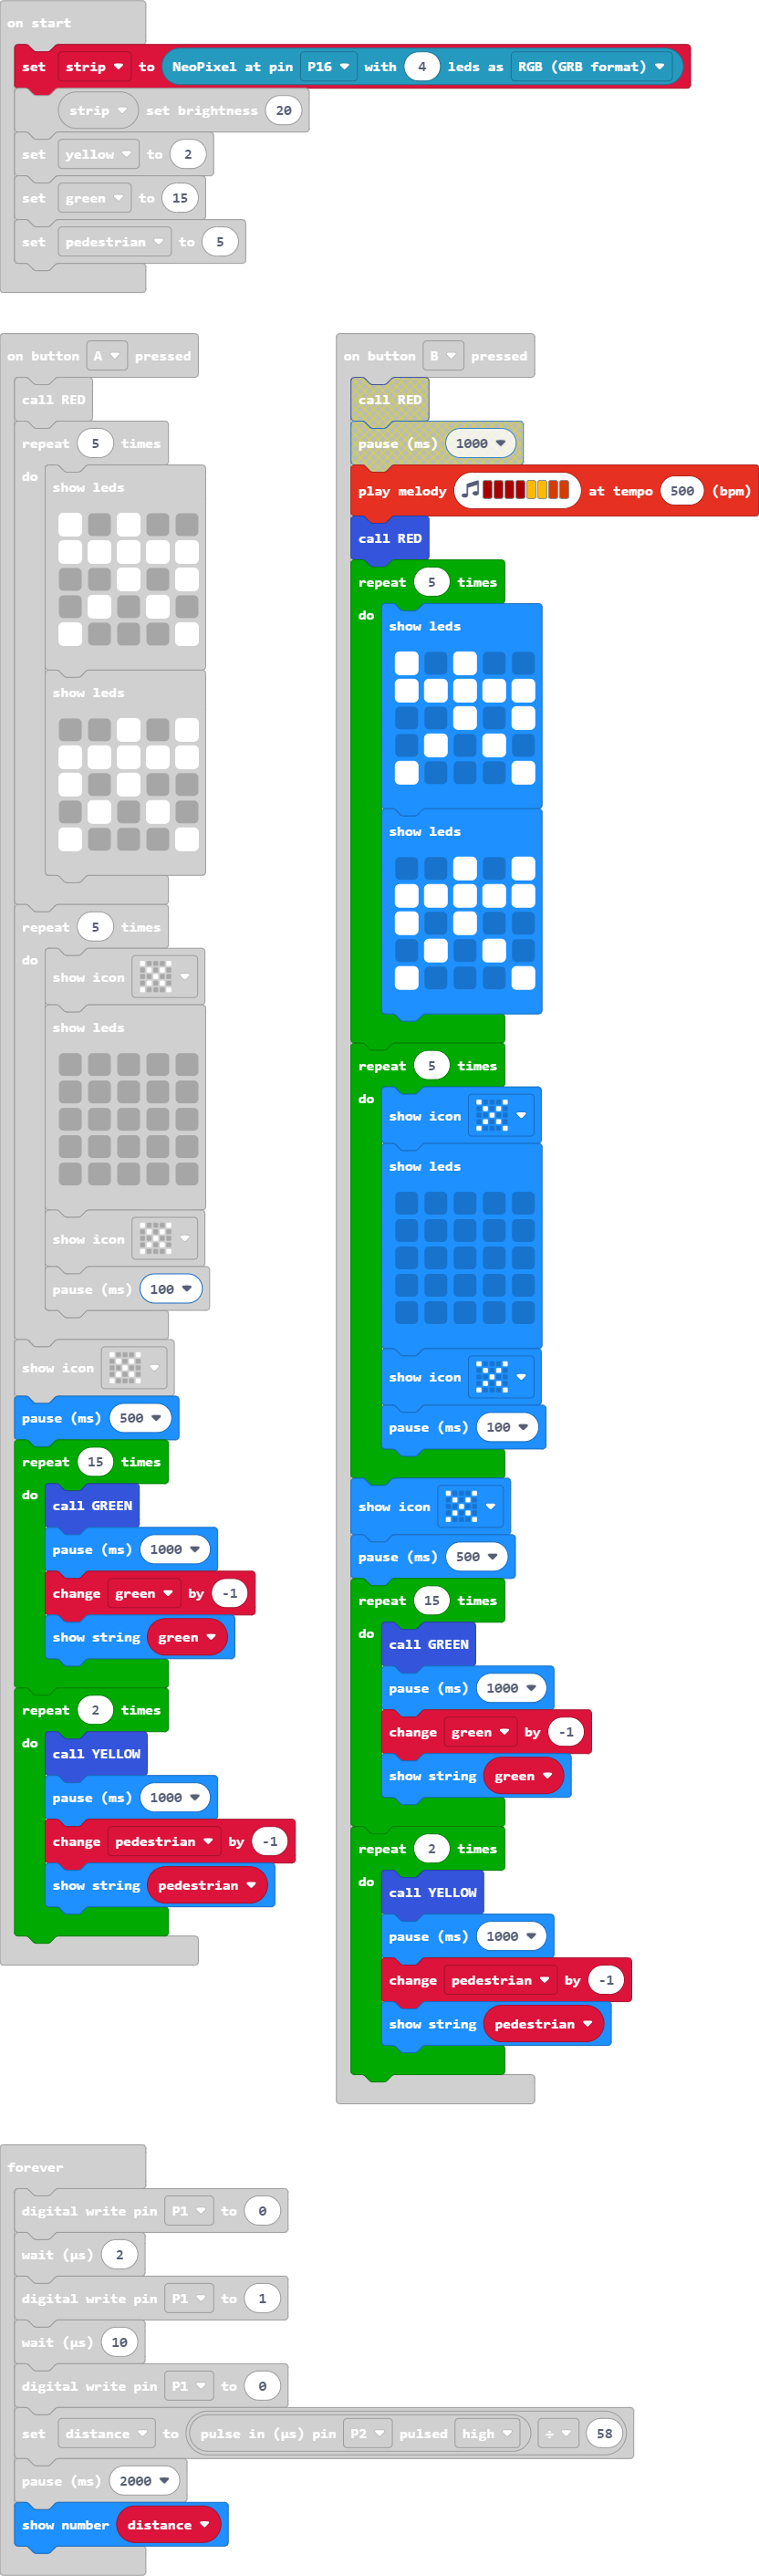 on start
set strip to NeoPixel at pin P16 with 4 leds as RGB (GRB format)
strip set brightness 20
set yellow to 2
set green to 15
set pedestrian to 5
on button A pressed
call RED
repeat 5 times
do
show leds
show leds
repeat 5 times
do
show icon
show leds
show icon
pause (ms) 100
show icon
pause (ms) 500
repeat 15 times
do
call GREEN
pause (ms) 1000
change green by -1
show string green
repeat 2 times
do
call YELLOW
pause (ms) 1000
change pedestrian by -1
show string pedestrian
on button B pressed
call RED
pause (ms) 1000
play melody at tempo 500 (bpm)
call RED
repeat 5 times
do
show leds
show leds
repeat 5 times
do
show icon
show leds
show icon
pause (ms) 100
show icon
pause (ms) 500
repeat 15 times
do
call GREEN
pause (ms) 1000
change green by -1
show string green
repeat 2 times
do
call YELLOW
pause (ms) 1000
change pedestrian by -1
show string pedestrian
forever
digital write pin P1 to 0
wait (µs) 2
digital write pin P1 to 1
wait (µs) 10
digital write pin P1 to 0
set distance to pulse in (µs) pin P2 pulsed high ÷ 58
pause (ms) 2000
show number distance